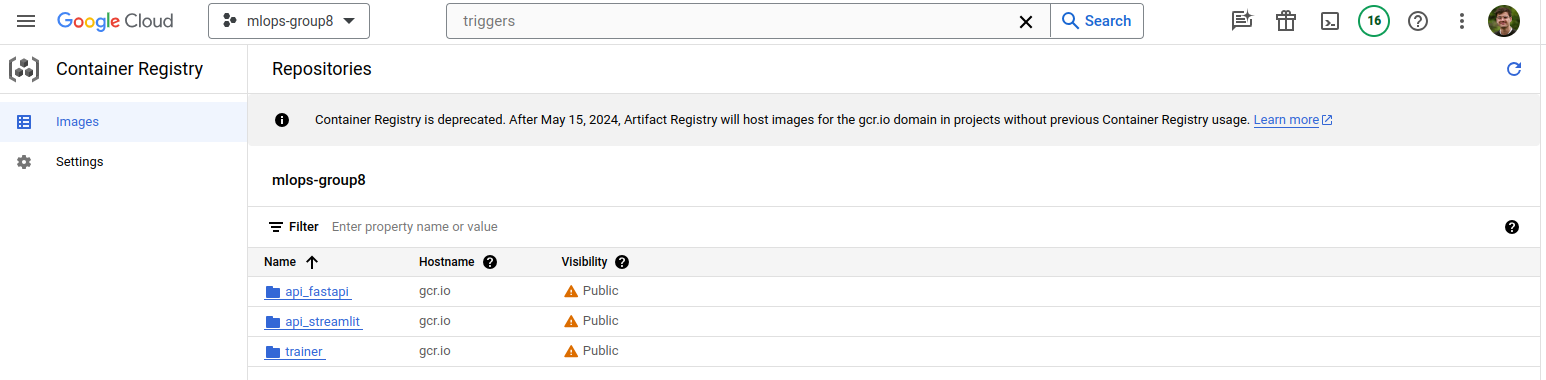 Google Cloud mlops-group8 triggers Search 16
Container Registry Repositories
Images Container Registry is deprecated. After May 15, 2024, Artifact Registry will host images for the gcr.io domain in projects without previous Container Registry usage. Learn more
Settings
mlops-group8
Filter Enter property name or value
Name Hostname Visibility
api_fastapi gcr.io Public
api_streamlit gcr.io Public
trainer gcr.io Public